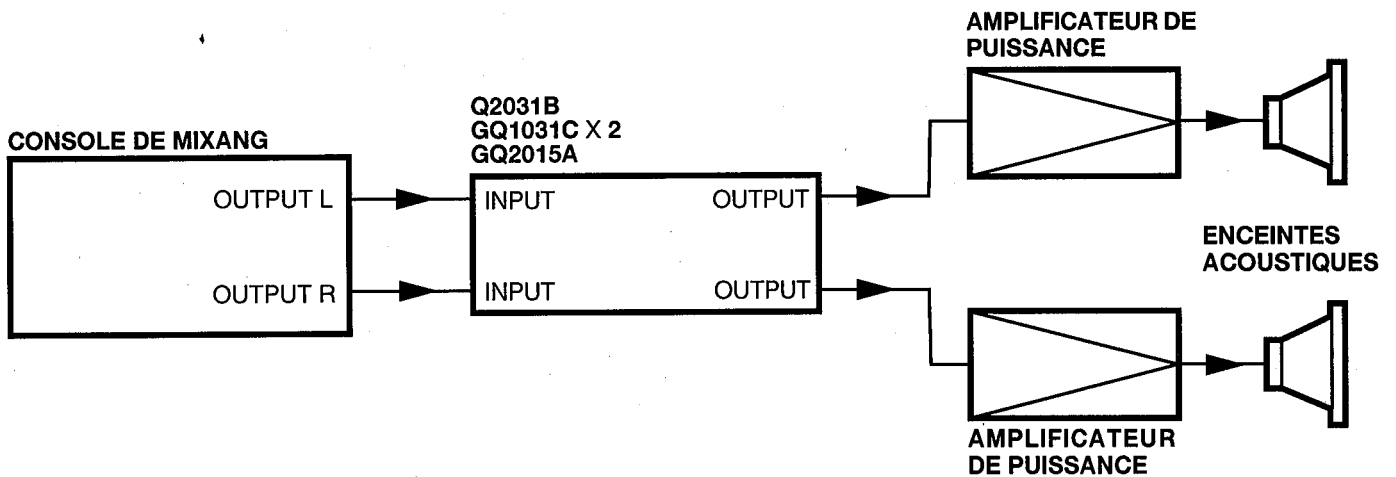 AMPLIFICATEUR DE
PUISSANCE
Q2031B
GQ1031C X 2
GQ2015A
CONSOLE DE MIXANG
OUTPUT L
INPUT
OUTPUT
OUTPUT R
INPUT
OUTPUT
ENCEINTES
ACOUSTIQUES
AMPLIFICATEUR
DE PUISSANCE